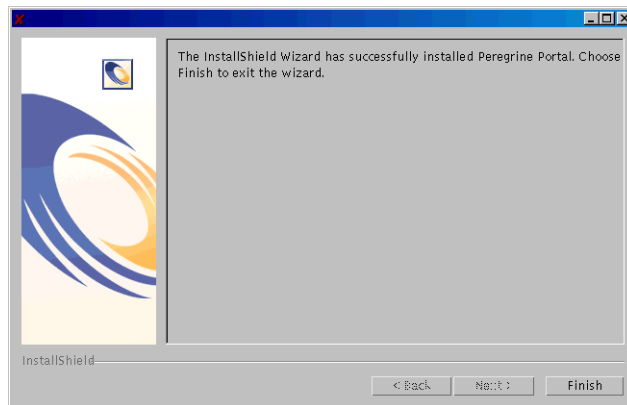 The InstallShield Wizard has successfully installed Peregrine Portal. Choose
Finish to exit the wizard.
InstallShield
< Back Next > Finish